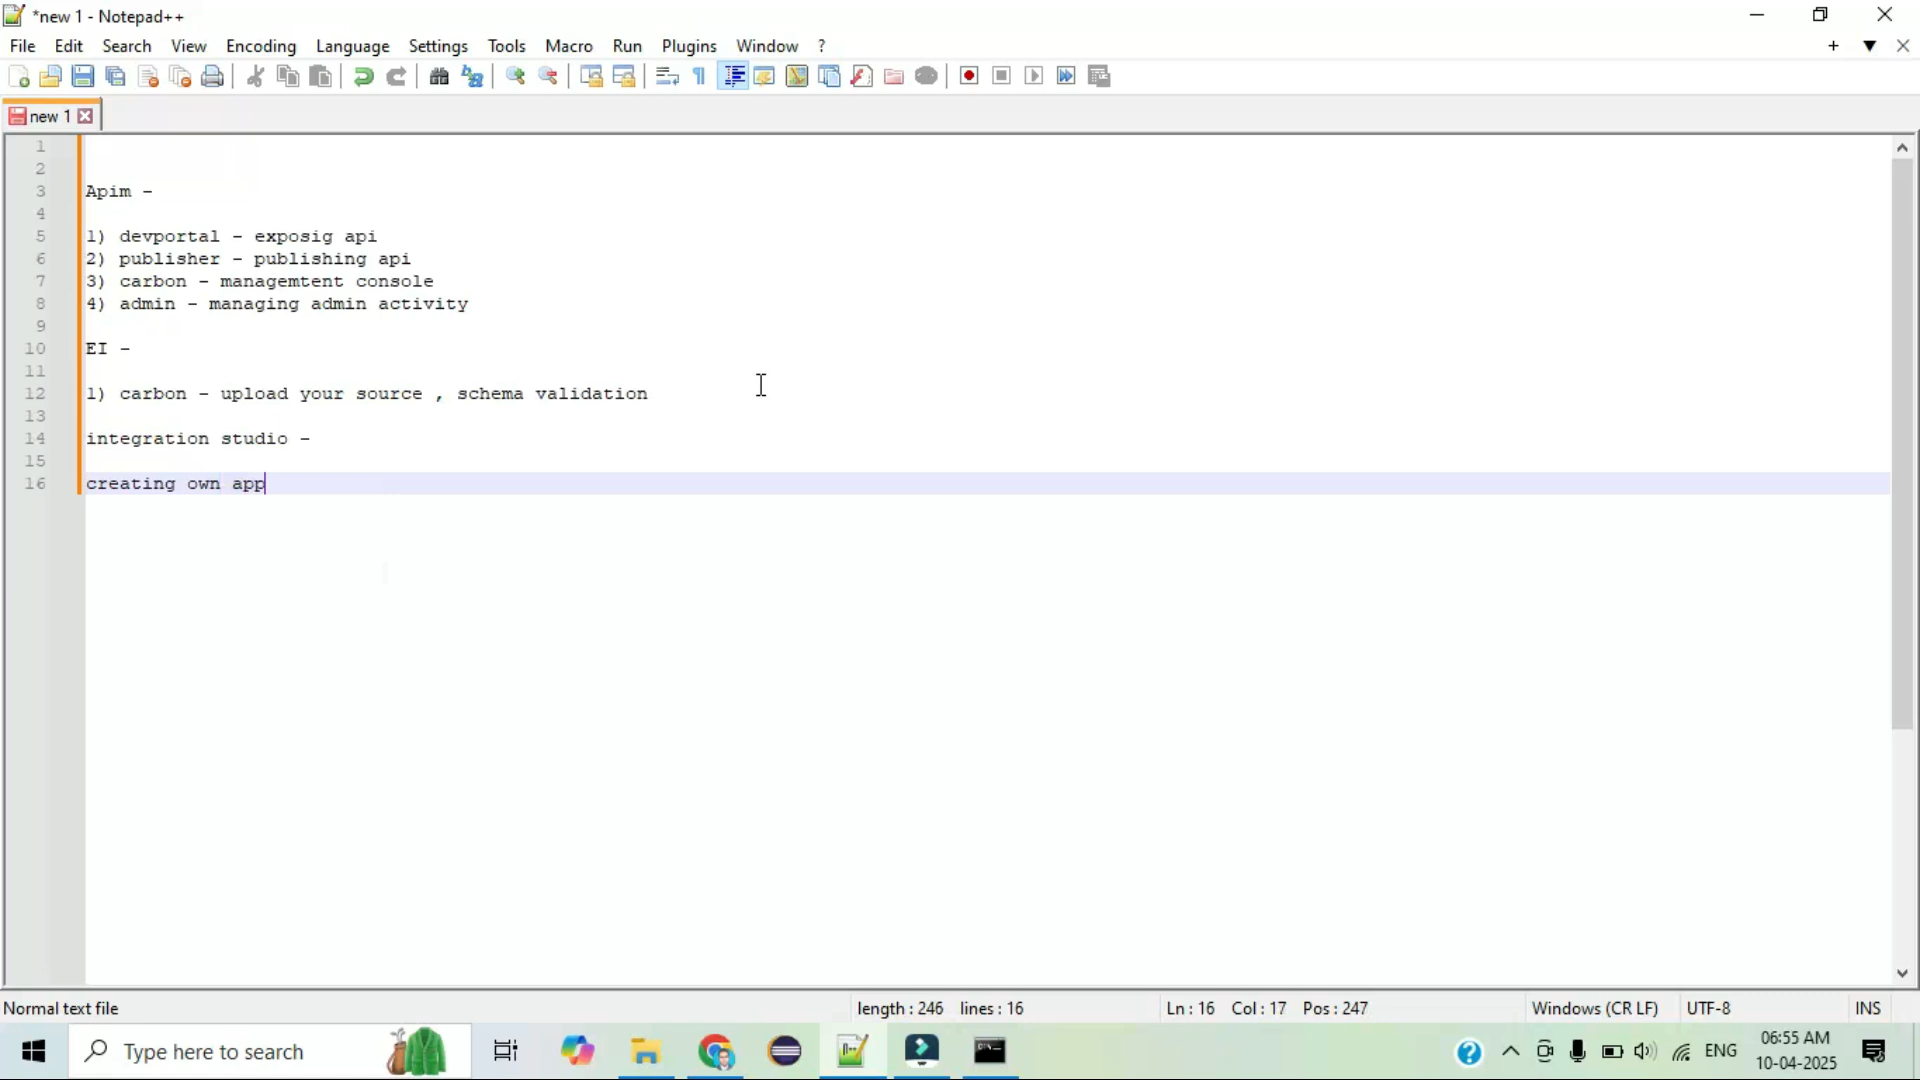 *new 1 - Notepad++
File Edit Search View Encoding Language Settings Tools Macro Run Plugins Window ?
new 1
1
2
3 Apim -
4
5 1) devportal - exposig api
6 2) publisher - publishing api
7 3) carbon - managemtent console
8 4) admin - managing admin activity
9
10 EI -
11
12 1) carbon - upload your source , schema validation
13
14 integration studio -
15
16 creating own app
Normal text file length : 246 lines : 16 Ln : 16 Col : 17 Pos : 247 Windows (CR LF) UTF-8 INS
Type here to search ENG 06:55 AM
10-04-2025